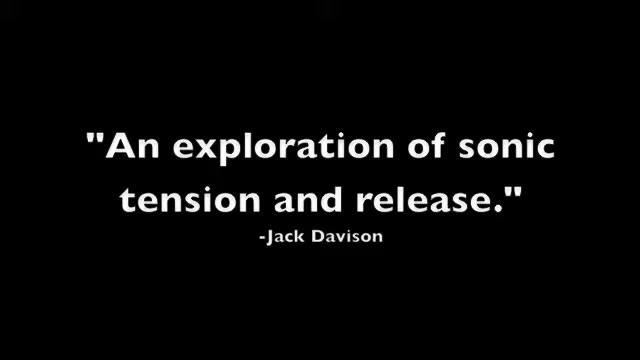 "An exploration of sonic
tension and release."
-Jack Davison